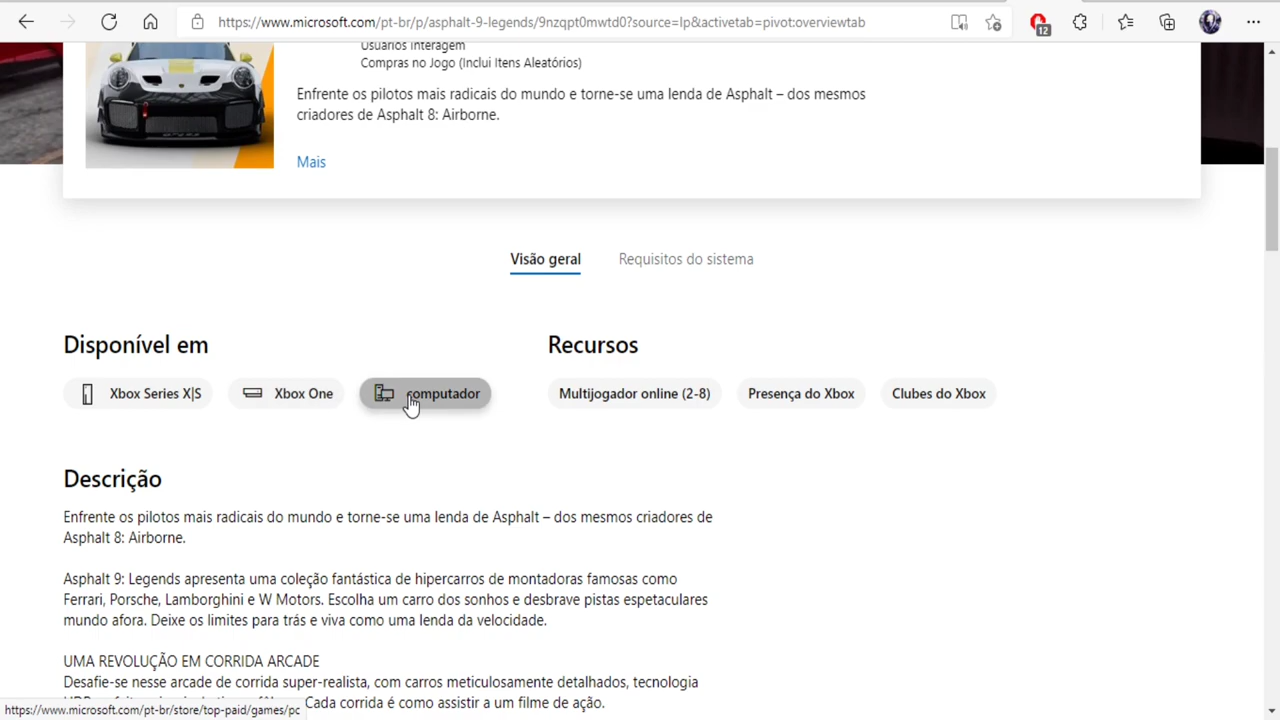 https://www.microsoft.com/pt-br/p/asphalt-9-legends/9nzqpt0mwtd0?source=lp&activetab=pivot:overviewtab
12
Usuários Interagem
Compras no Jogo (Inclui Itens Aleatórios)
Enfrente os pilotos mais radicais do mundo e torne-se uma lenda de Asphalt – dos mesmos
criadores de Asphalt 8: Airborne.
Mais
Visão geral Requisitos do sistema
Disponível em
Xbox Series X|S Xbox One computador
Recursos
Multijogador online (2-8) Presença do Xbox Clubes do Xbox
Descrição
Enfrente os pilotos mais radicais do mundo e torne-se uma lenda de Asphalt – dos mesmos criadores de
Asphalt 8: Airborne.
Asphalt 9: Legends apresenta uma coleção fantástica de hipercarros de montadoras famosas como
Ferrari, Porsche, Lamborghini e W Motors. Escolha um carro dos sonhos e desbrave pistas espetaculares
mundo afora. Deixe os limites para trás e viva como uma lenda da velocidade.
UMA REVOLUÇÃO EM CORRIDA ARCADE
Desafie-se nesse arcade de corrida super-realista, com carros meticulosamente detalhados, tecnologia
Cada corrida é como assistir a um filme de ação.
https://www.microsoft.com/pt-br/store/top-paid/games/pc